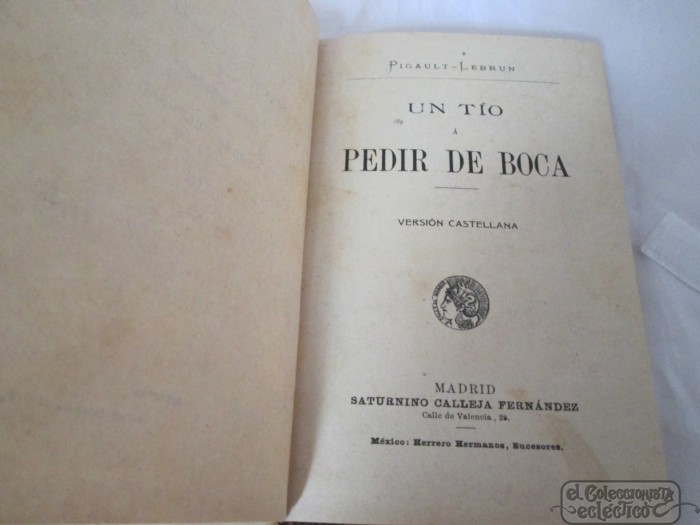 PIGAULT-LEBRUN
UN TÍO
Á
PEDIR DE BOCA
VERSIÓN CASTELLANA
MADRID
SATURNINO CALLEJA FERNÁNDEZ
Calle de Valencia, 28.
México: Herrero Hermanos, Sucesores.
el Coleccionista
ecléctico